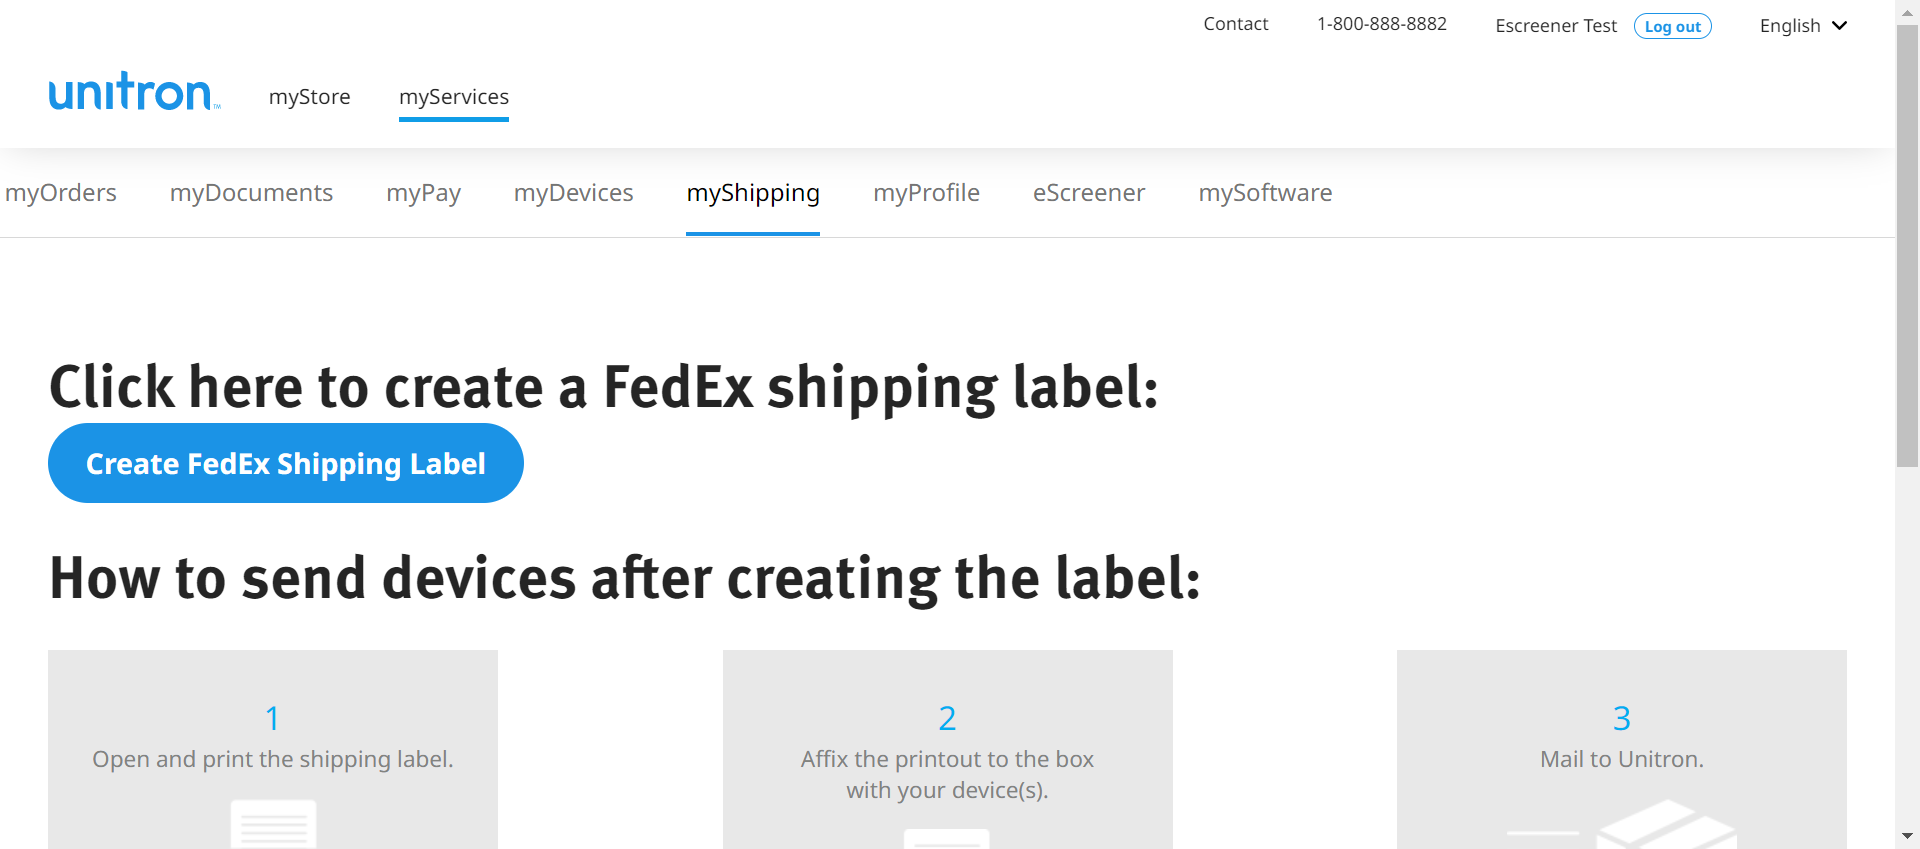 Contact 1-800-888-8882 Escreener Test Log out English
unitron™ myStore myServices
myOrders myDocuments myPay myDevices myShipping myProfile eScreener mySoftware
Click here to create a FedEx shipping label:
Create FedEx Shipping Label
How to send devices after creating the label:
1
Open and print the shipping label.
2
Affix the printout to the box
with your device(s).
3
Mail to Unitron.